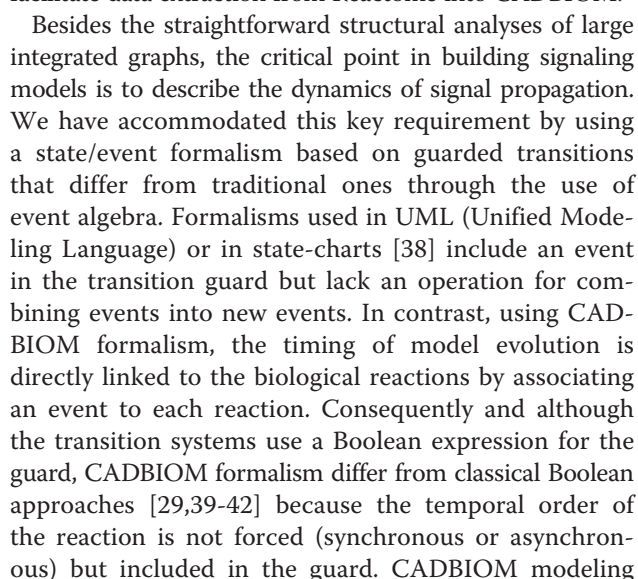 facilitate data extraction from Reactome into CADBIOM.
Besides the straightforward structural analyses of large
integrated graphs, the critical point in building signaling
models is to describe the dynamics of signal propagation.
We have accommodated this key requirement by using
a state/event formalism based on guarded transitions
that differ from traditional ones through the use of
event algebra. Formalisms used in UML (Unified Mode-
ling Language) or in state-charts [38] include an event
in the transition guard but lack an operation for com-
bining events into new events. In contrast, using CAD-
BIOM formalism, the timing of model evolution is
directly linked to the biological reactions by associating
an event to each reaction. Consequently and although
the transition systems use a Boolean expression for the
guard, CADBIOM formalism differ from classical Boolean
approaches [29,39-42] because the temporal order of
the reaction is not forced (synchronous or asynchron-
ous) but included in the guard. CADBIOM modeling